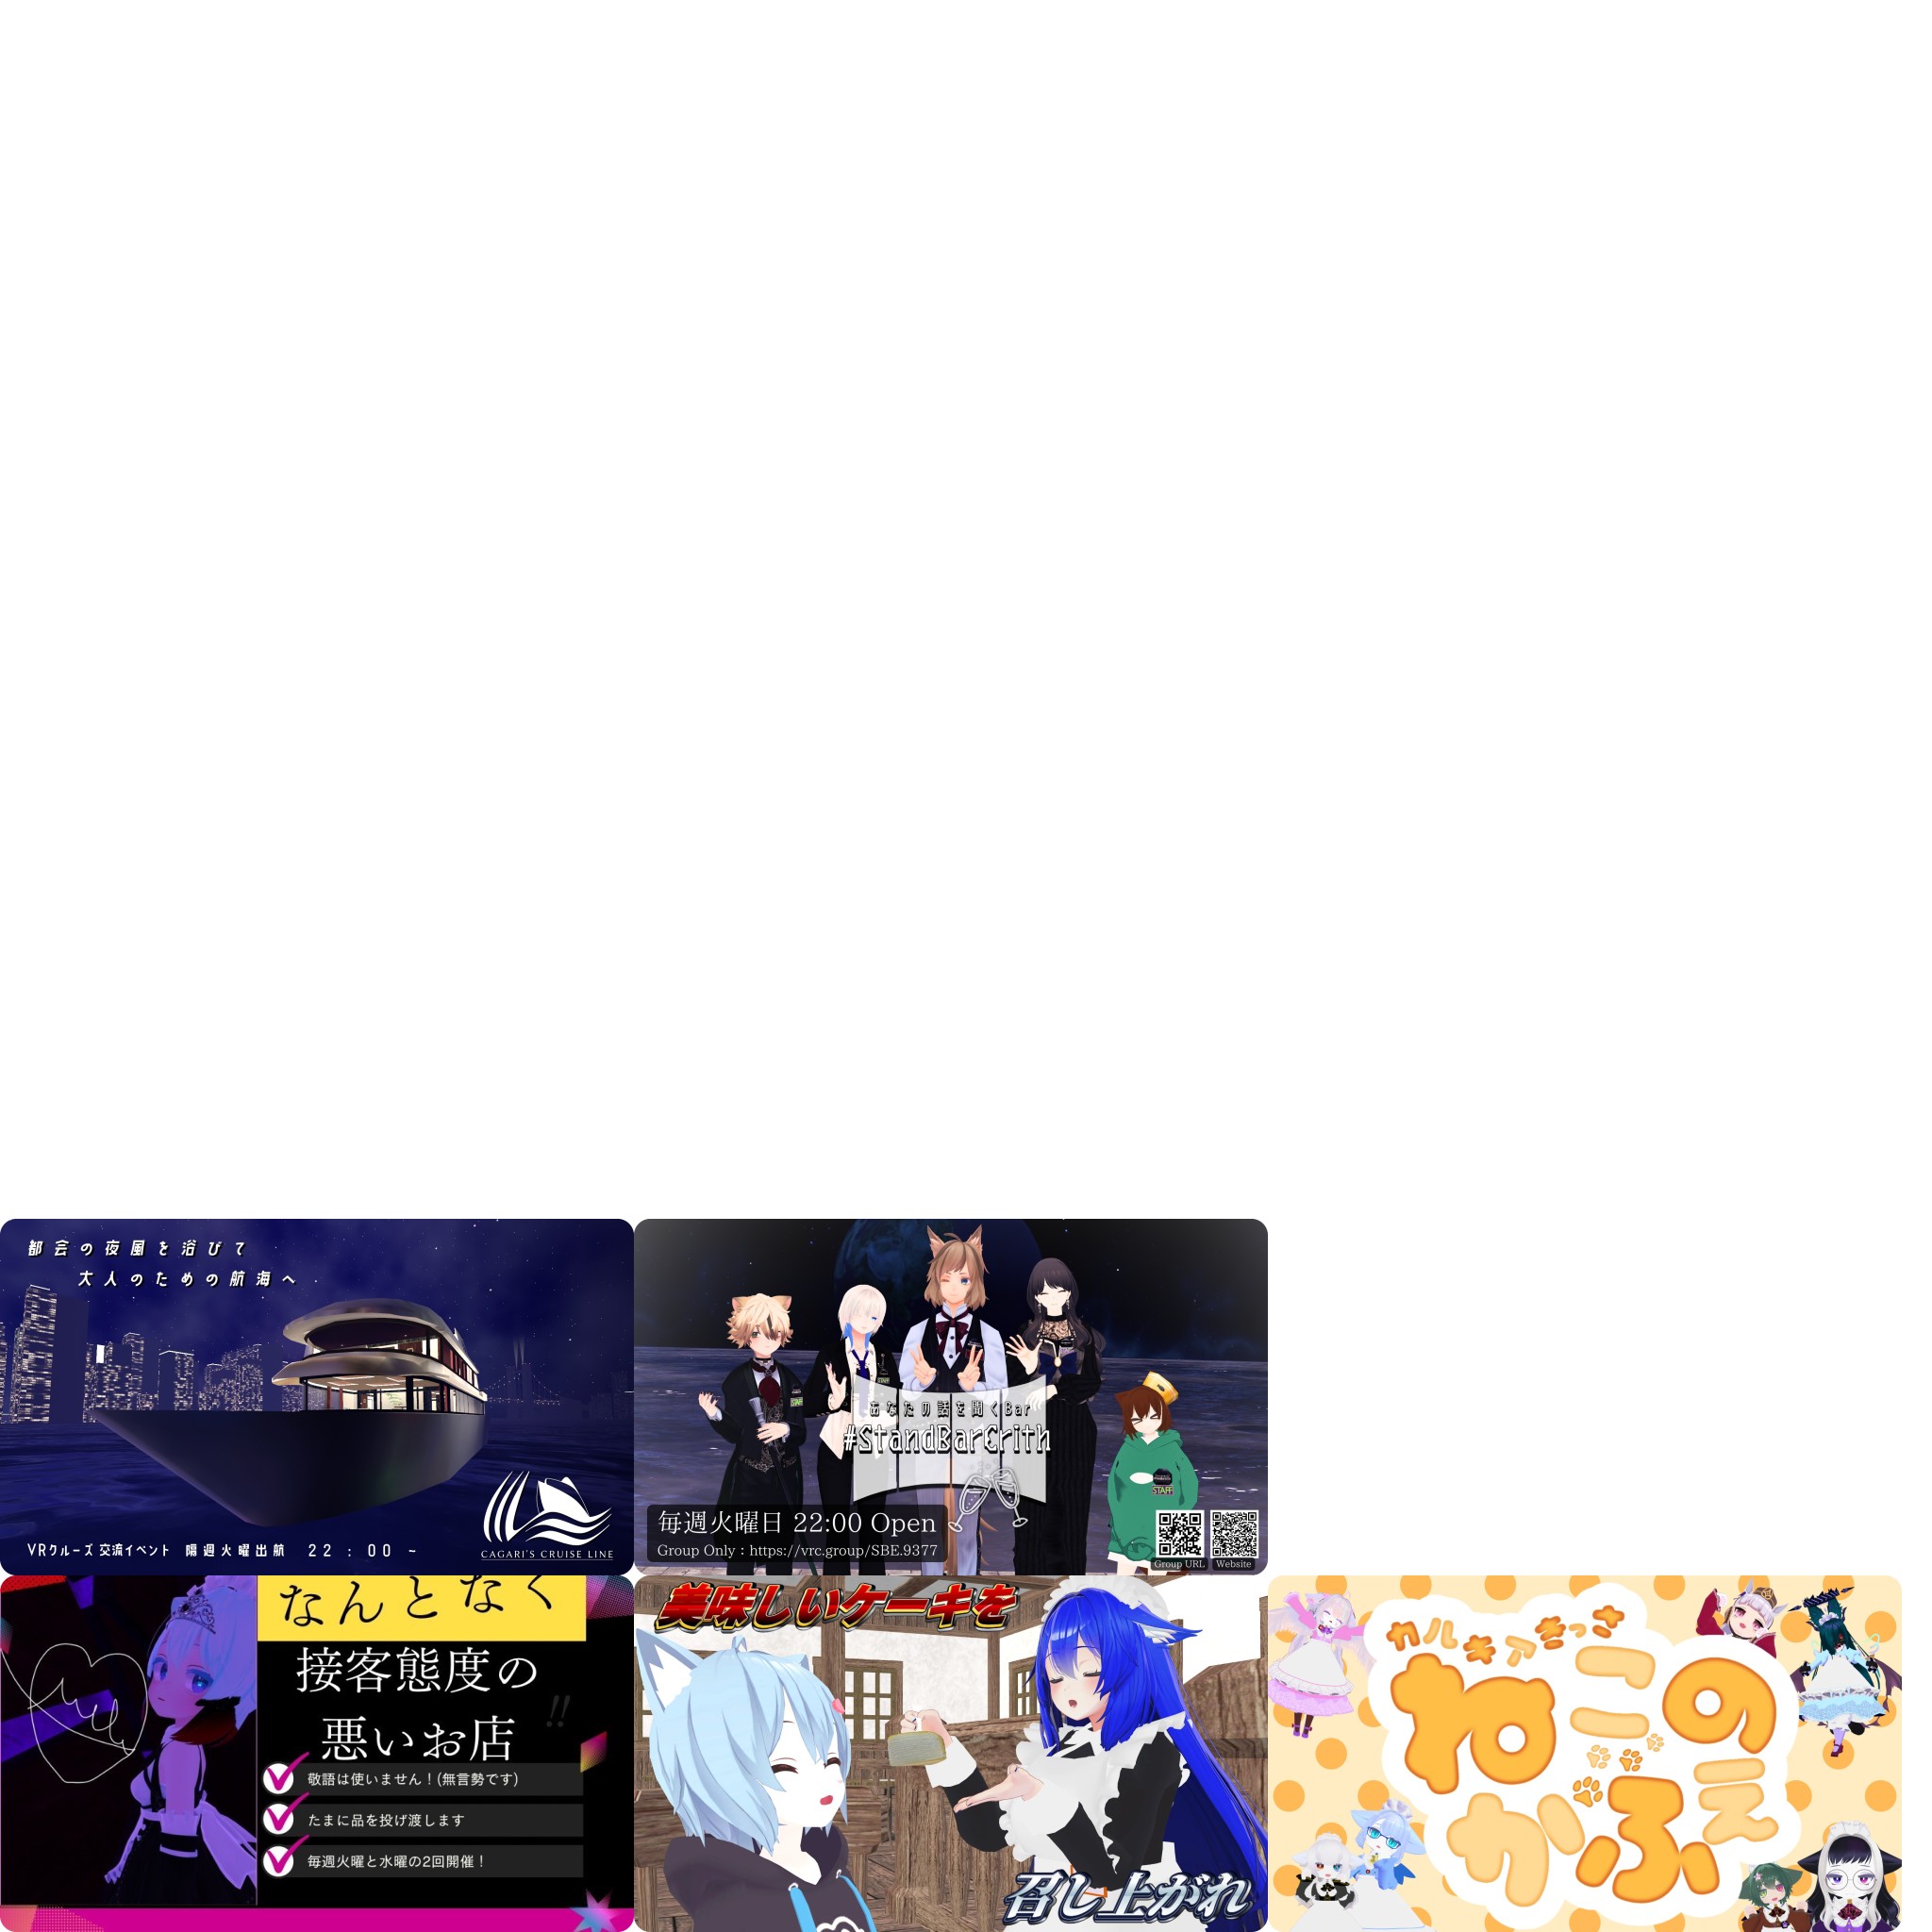 都会の夜風を浴びて
大人のための航海へ
VRクルーズ 交流イベント 隔週火曜出航 22:00～
CAGARI'S CRUISE LINE
あなたの話を聞くBar
#StandBarCrith
毎週火曜日 22:00 Open
Group Only : https://vrc.group/SBE.9377
STAFF
Group URL
Website
なんとなく
接客態度の
悪いお店
!!
敬語は使いません！(無言勢です)
たまに品を投げ渡します
毎週火曜と水曜の2回開催！
美味しいケーキを
召し上がれ
カルキアきっさ
ねこの
かふぇ